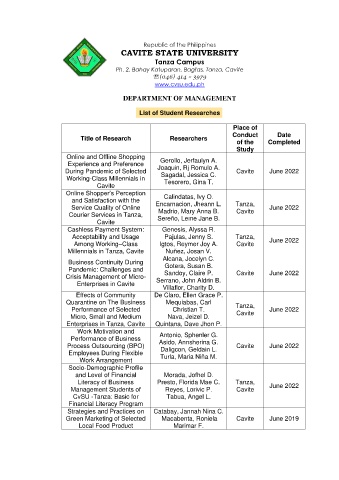 Republic of the Philippines
CAVITE STATE UNIVERSITY
Tanza Campus
Ph. 2, Bahay Katuparan, Bagtas, Tanza, Cavite
☏(046) 414 – 3979
www.cvsu.edu.ph
DEPARTMENT OF MANAGEMENT
List of Student Researches
Title of Research
Researchers
Place of
Conduct
of the
Study
Date
Completed
Online and Offline Shopping
Experience and Preference
During Pandemic of Selected
Working-Class Millennials in
Cavite
Gerollo, Jerfaulyn A.
Joaquin, Rj Romulo A.
Sagadal, Jessica C.
Tesorero, Gina T.
Cavite
June 2022
Online Shopper's Perception
and Satisfaction with the
Service Quality of Online
Courier Services in Tanza,
Cavite
Calindatas, Ivy O.
Encarnacion, Jheann L.
Madrio, Mary Anna B.
Sereño, Lerne Jane B.
Tanza,
Cavite
June 2022
Cashless Payment System:
Acceptability and Usage
Among Working–Class
Millennials in Tanza, Cavite
Genosis, Alyssa R.
Pajulas, Jenny S.
Igtos, Reymer Joy A.
Nuñez, Josan V.
Tanza,
Cavite
June 2022
Business Continuity During
Pandemic: Challenges and
Crisis Management of Micro-
Enterprises in Cavite
Alcana, Jocelyn C.
Golera, Susan B.
Sandoy, Claire P.
Serrano, John Aldrin B.
Villaflor, Charity D.
Cavite
June 2022
Effects of Community
Quarantine on The Business
Performance of Selected
Micro, Small and Medium
Enterprises in Tanza, Cavite
De Claro, Ellen Grace P.
Mequiabas, Carl
Christian T.
Nava, Jeizel D.
Quintana, Dave Jhon P.
Tanza,
Cavite
June 2022
Work Motivation and
Performance of Business
Process Outsourcing (BPO)
Employees During Flexible
Work Arrangement
Antonio, Sphenler G.
Asido, Annsherina G.
Daligcon, Geldain L.
Turla, Maria Niña M.
Cavite
June 2022
Socio-Demographic Profile
and Level of Financial
Literacy of Business
Management Students of
CvSU -Tanza: Basic for
Financial Literacy Program
Morada, Jofhel D.
Presto, Florida Mae C.
Reyes, Lorivic P.
Tabua, Angel L.
Tanza,
Cavite
June 2022
Strategies and Practices on
Green Marketing of Selected
Local Food Product
Catabay, Jannah Nina C.
Macabenta, Roniela
Marimar F.
Cavite
June 2019